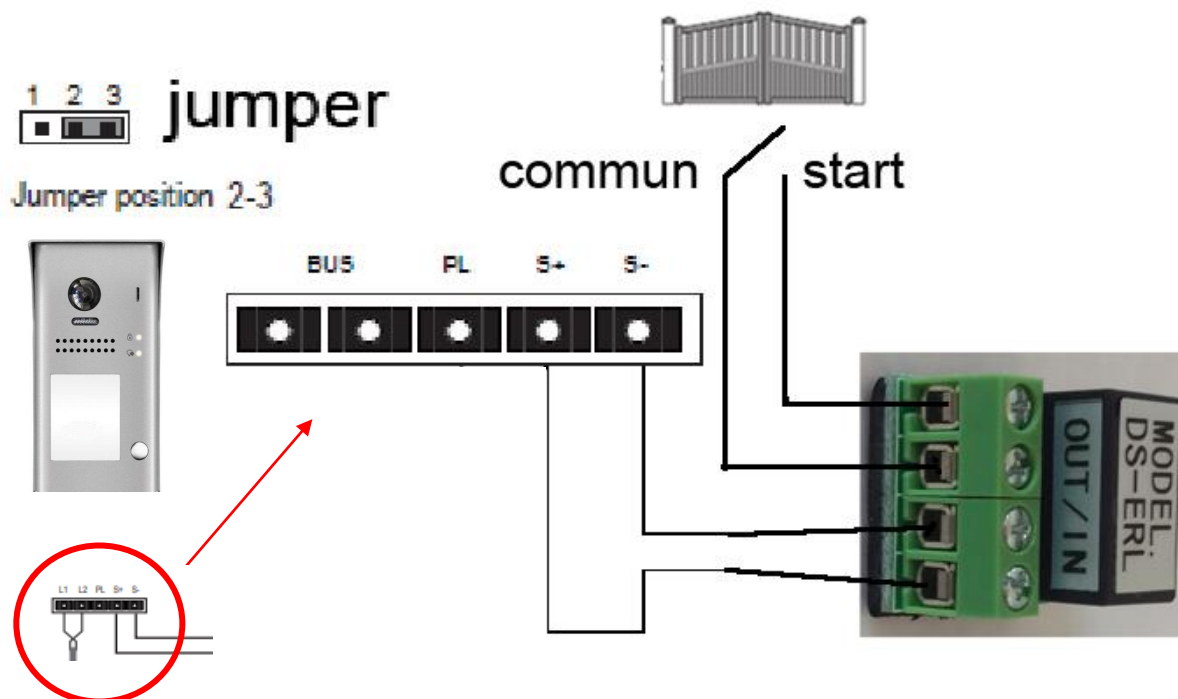 1 2 3
jumper
Jumper position 2-3
commun start
BUS PL S+ S-
MODEL.
DS-ERL
OUT/IN
L1 L2 PL S+ S-